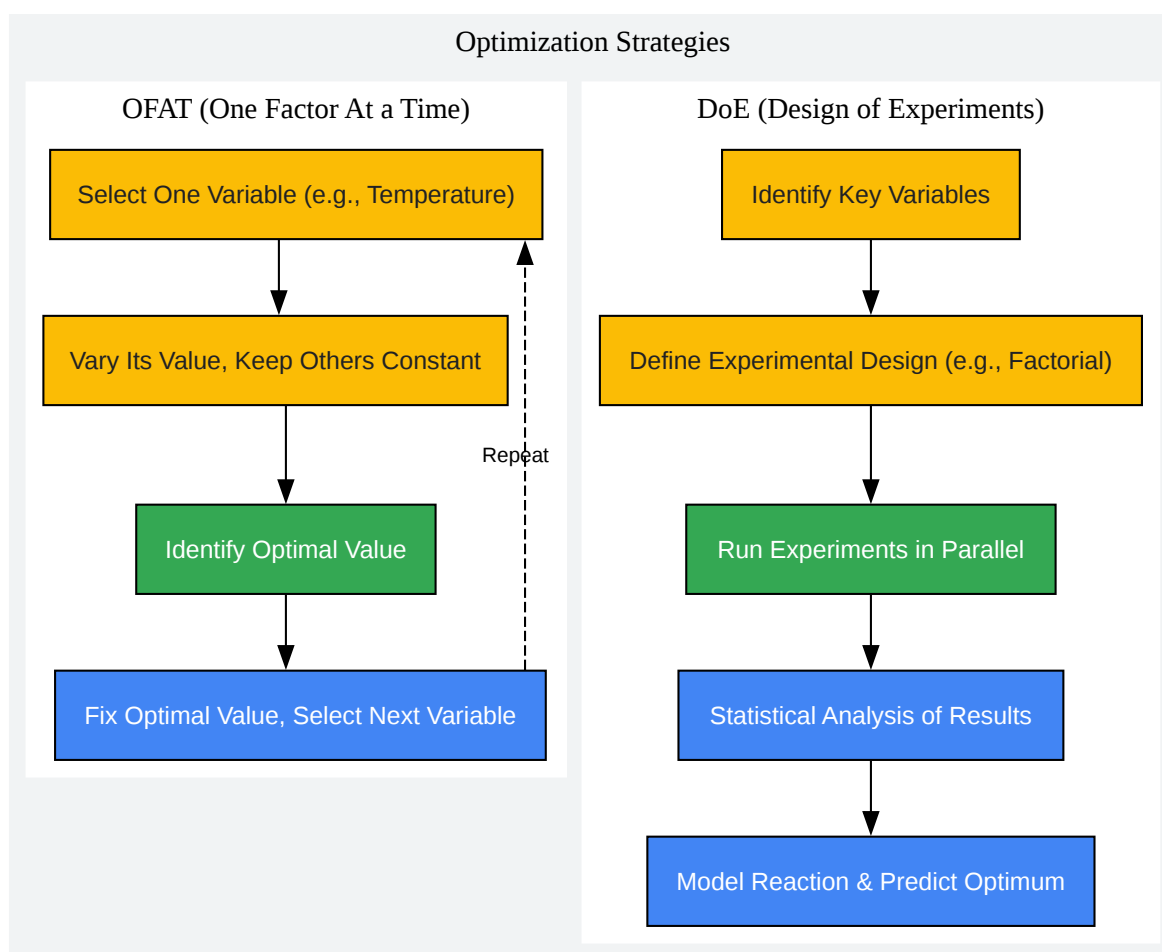 Optimization Strategies
OFAT (One Factor At a Time)
Select One Variable (e.g., Temperature)
Vary Its Value, Keep Others Constant
Repeat
Identify Optimal Value
Fix Optimal Value, Select Next Variable
DoE (Design of Experiments)
Identify Key Variables
Define Experimental Design (e.g., Factorial)
Run Experiments in Parallel
Statistical Analysis of Results
Model Reaction & Predict Optimum